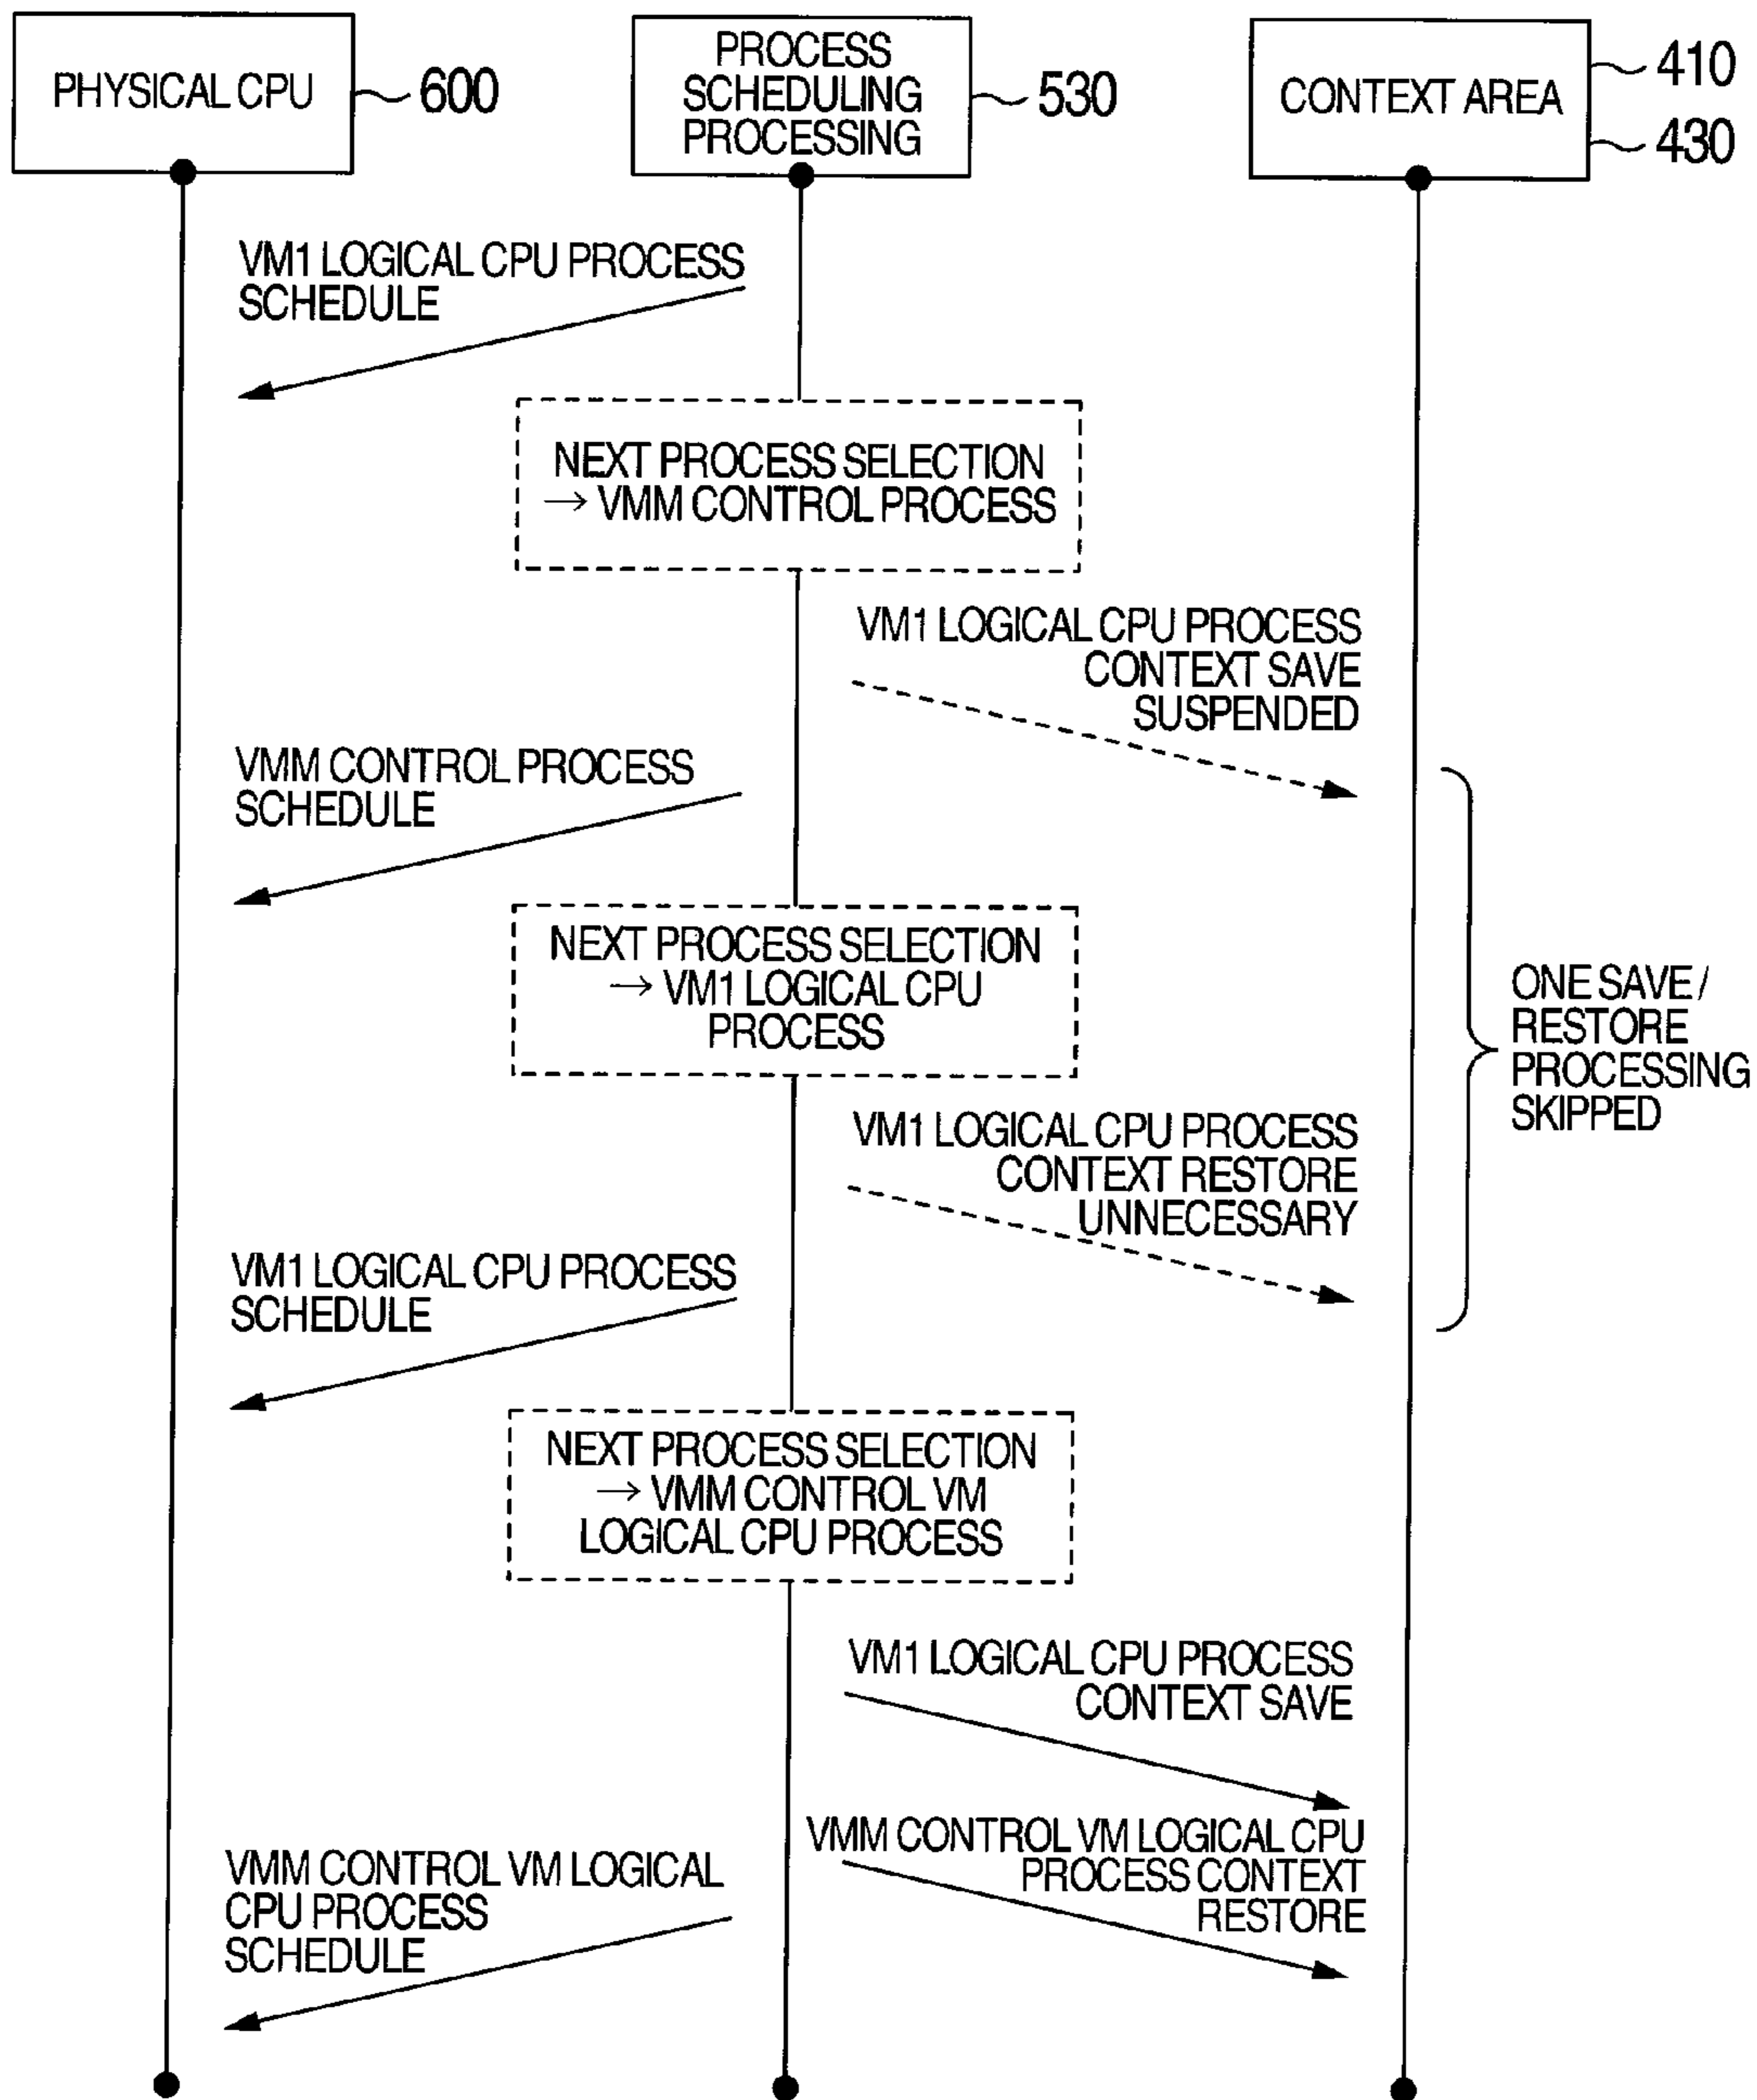 PHYSICAL CPU
600
PROCESS
SCHEDULING
PROCESSING
530
CONTEXT AREA
410
430
VM1 LOGICAL CPU PROCESS
SCHEDULE
NEXT PROCESS SELECTION
→ VMM CONTROL PROCESS
VM1 LOGICAL CPU PROCESS
CONTEXT SAVE
SUSPENDED
VMM CONTROL PROCESS
SCHEDULE
NEXT PROCESS SELECTION
→ VM1 LOGICAL CPU
PROCESS
ONE SAVE /
RESTORE
PROCESSING
SKIPPED
VM1 LOGICAL CPU PROCESS
CONTEXT RESTORE
UNNECESSARY
VM1 LOGICAL CPU PROCESS
SCHEDULE
NEXT PROCESS SELECTION
→ VMM CONTROL VM
LOGICAL CPU PROCESS
VM1 LOGICAL CPU PROCESS
CONTEXT SAVE
VMM CONTROL VM LOGICAL CPU
PROCESS CONTEXT
RESTORE
VMM CONTROL VM LOGICAL
CPU PROCESS
SCHEDULE